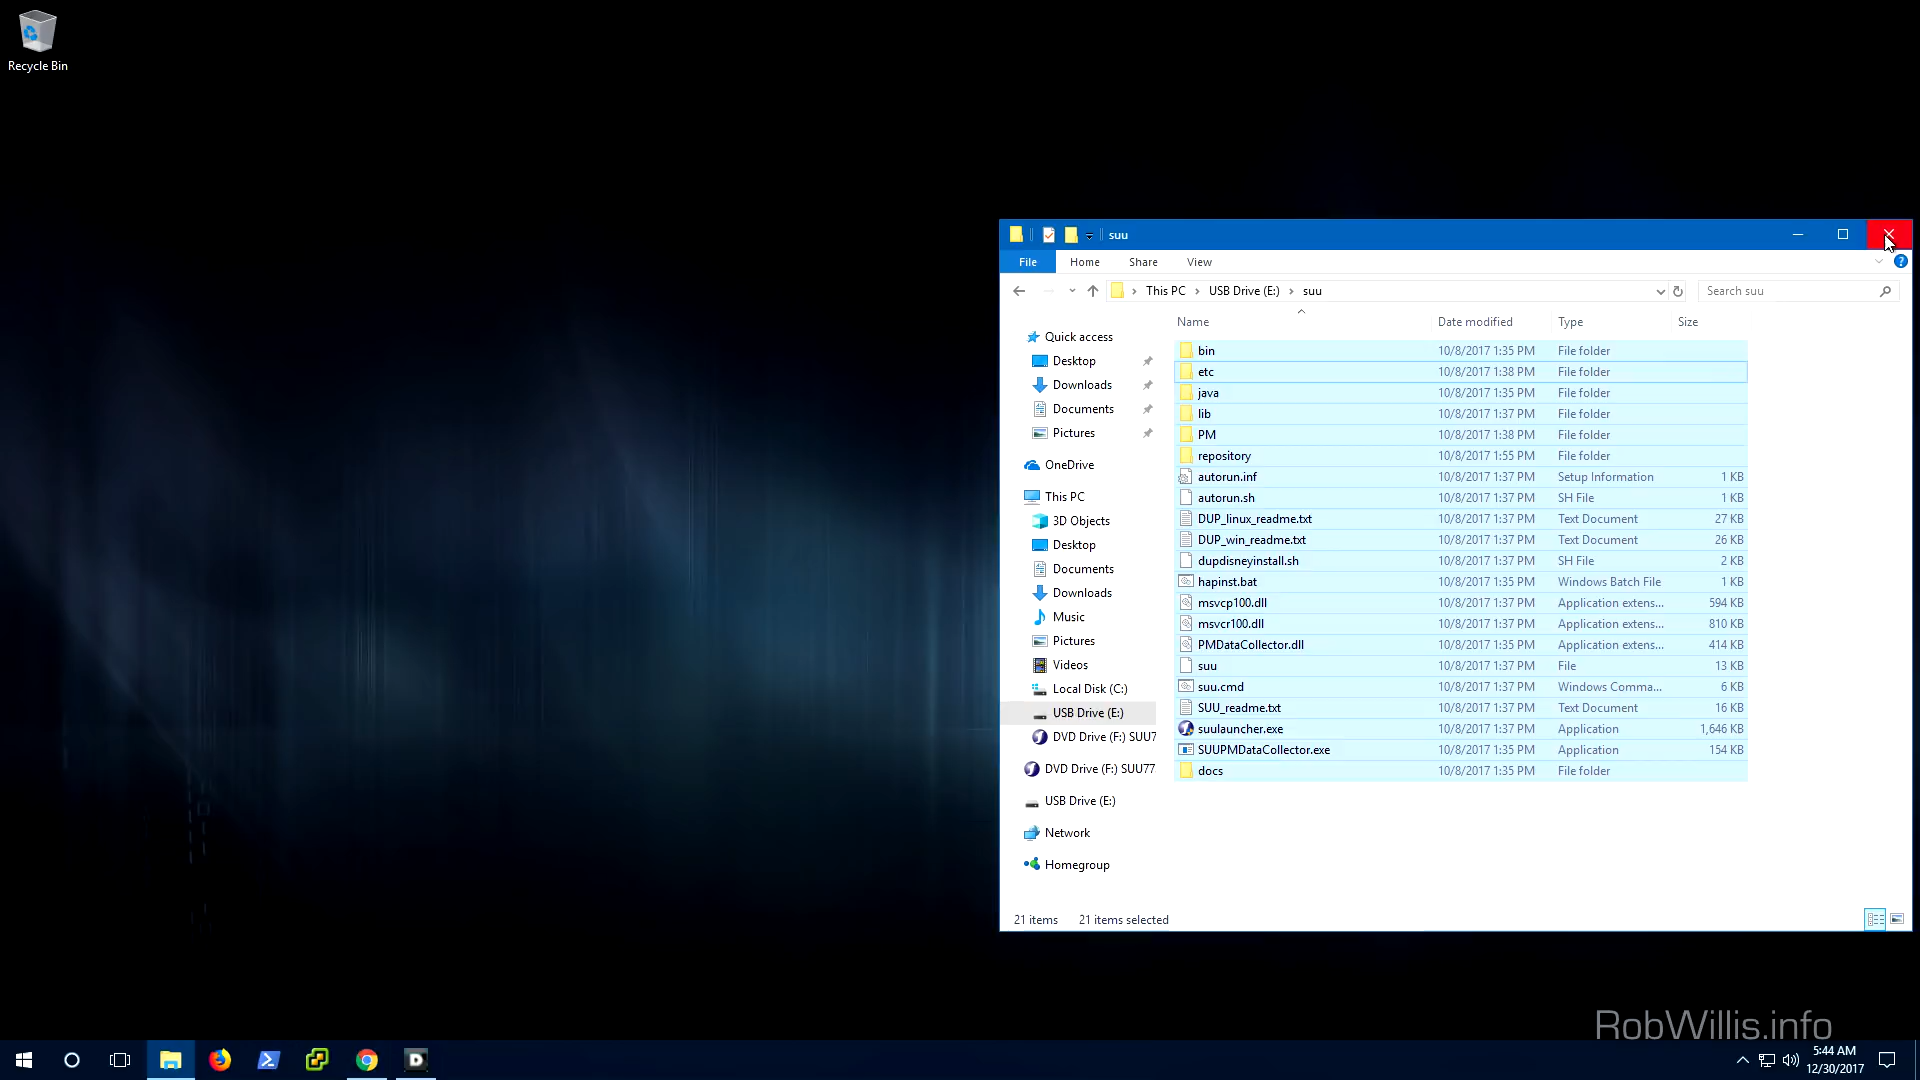 Recycle Bin
suu
File Home Share View
This PC USB Drive (E:) suu
Search suu
Name Date modified Type Size
Quick access
Desktop
Downloads
Documents
Pictures
OneDrive
This PC
3D Objects
Desktop
Documents
Downloads
Music
Pictures
Videos
Local Disk (C:)
USB Drive (E:)
DVD Drive (F:) SUU7
DVD Drive (F:) SUU77
USB Drive (E:)
Network
Homegroup
bin 10/8/2017 1:35 PM File folder
etc 10/8/2017 1:38 PM File folder
java 10/8/2017 1:35 PM File folder
lib 10/8/2017 1:37 PM File folder
PM 10/8/2017 1:38 PM File folder
repository 10/8/2017 1:55 PM File folder
autorun.inf 10/8/2017 1:37 PM Setup Information 1 KB
autorun.sh 10/8/2017 1:37 PM SH File 1 KB
DUP_linux_readme.txt 10/8/2017 1:37 PM Text Document 27 KB
DUP_win_readme.txt 10/8/2017 1:37 PM Text Document 26 KB
dupdisneyinstall.sh 10/8/2017 1:37 PM SH File 2 KB
hapinst.bat 10/8/2017 1:35 PM Windows Batch File 1 KB
msvcp100.dll 10/8/2017 1:37 PM Application extens... 594 KB
msvcr100.dll 10/8/2017 1:37 PM Application extens... 810 KB
PMDataCollector.dll 10/8/2017 1:35 PM Application extens... 414 KB
suu 10/8/2017 1:37 PM File 13 KB
suu.cmd 10/8/2017 1:37 PM Windows Comma... 6 KB
SUU_readme.txt 10/8/2017 1:37 PM Text Document 16 KB
suulauncher.exe 10/8/2017 1:37 PM Application 1,646 KB
SUUPMDataCollector.exe 10/8/2017 1:35 PM Application 154 KB
docs 10/8/2017 1:35 PM File folder
21 items 21 items selected
RobWillis.info
5:44 AM
12/30/2017